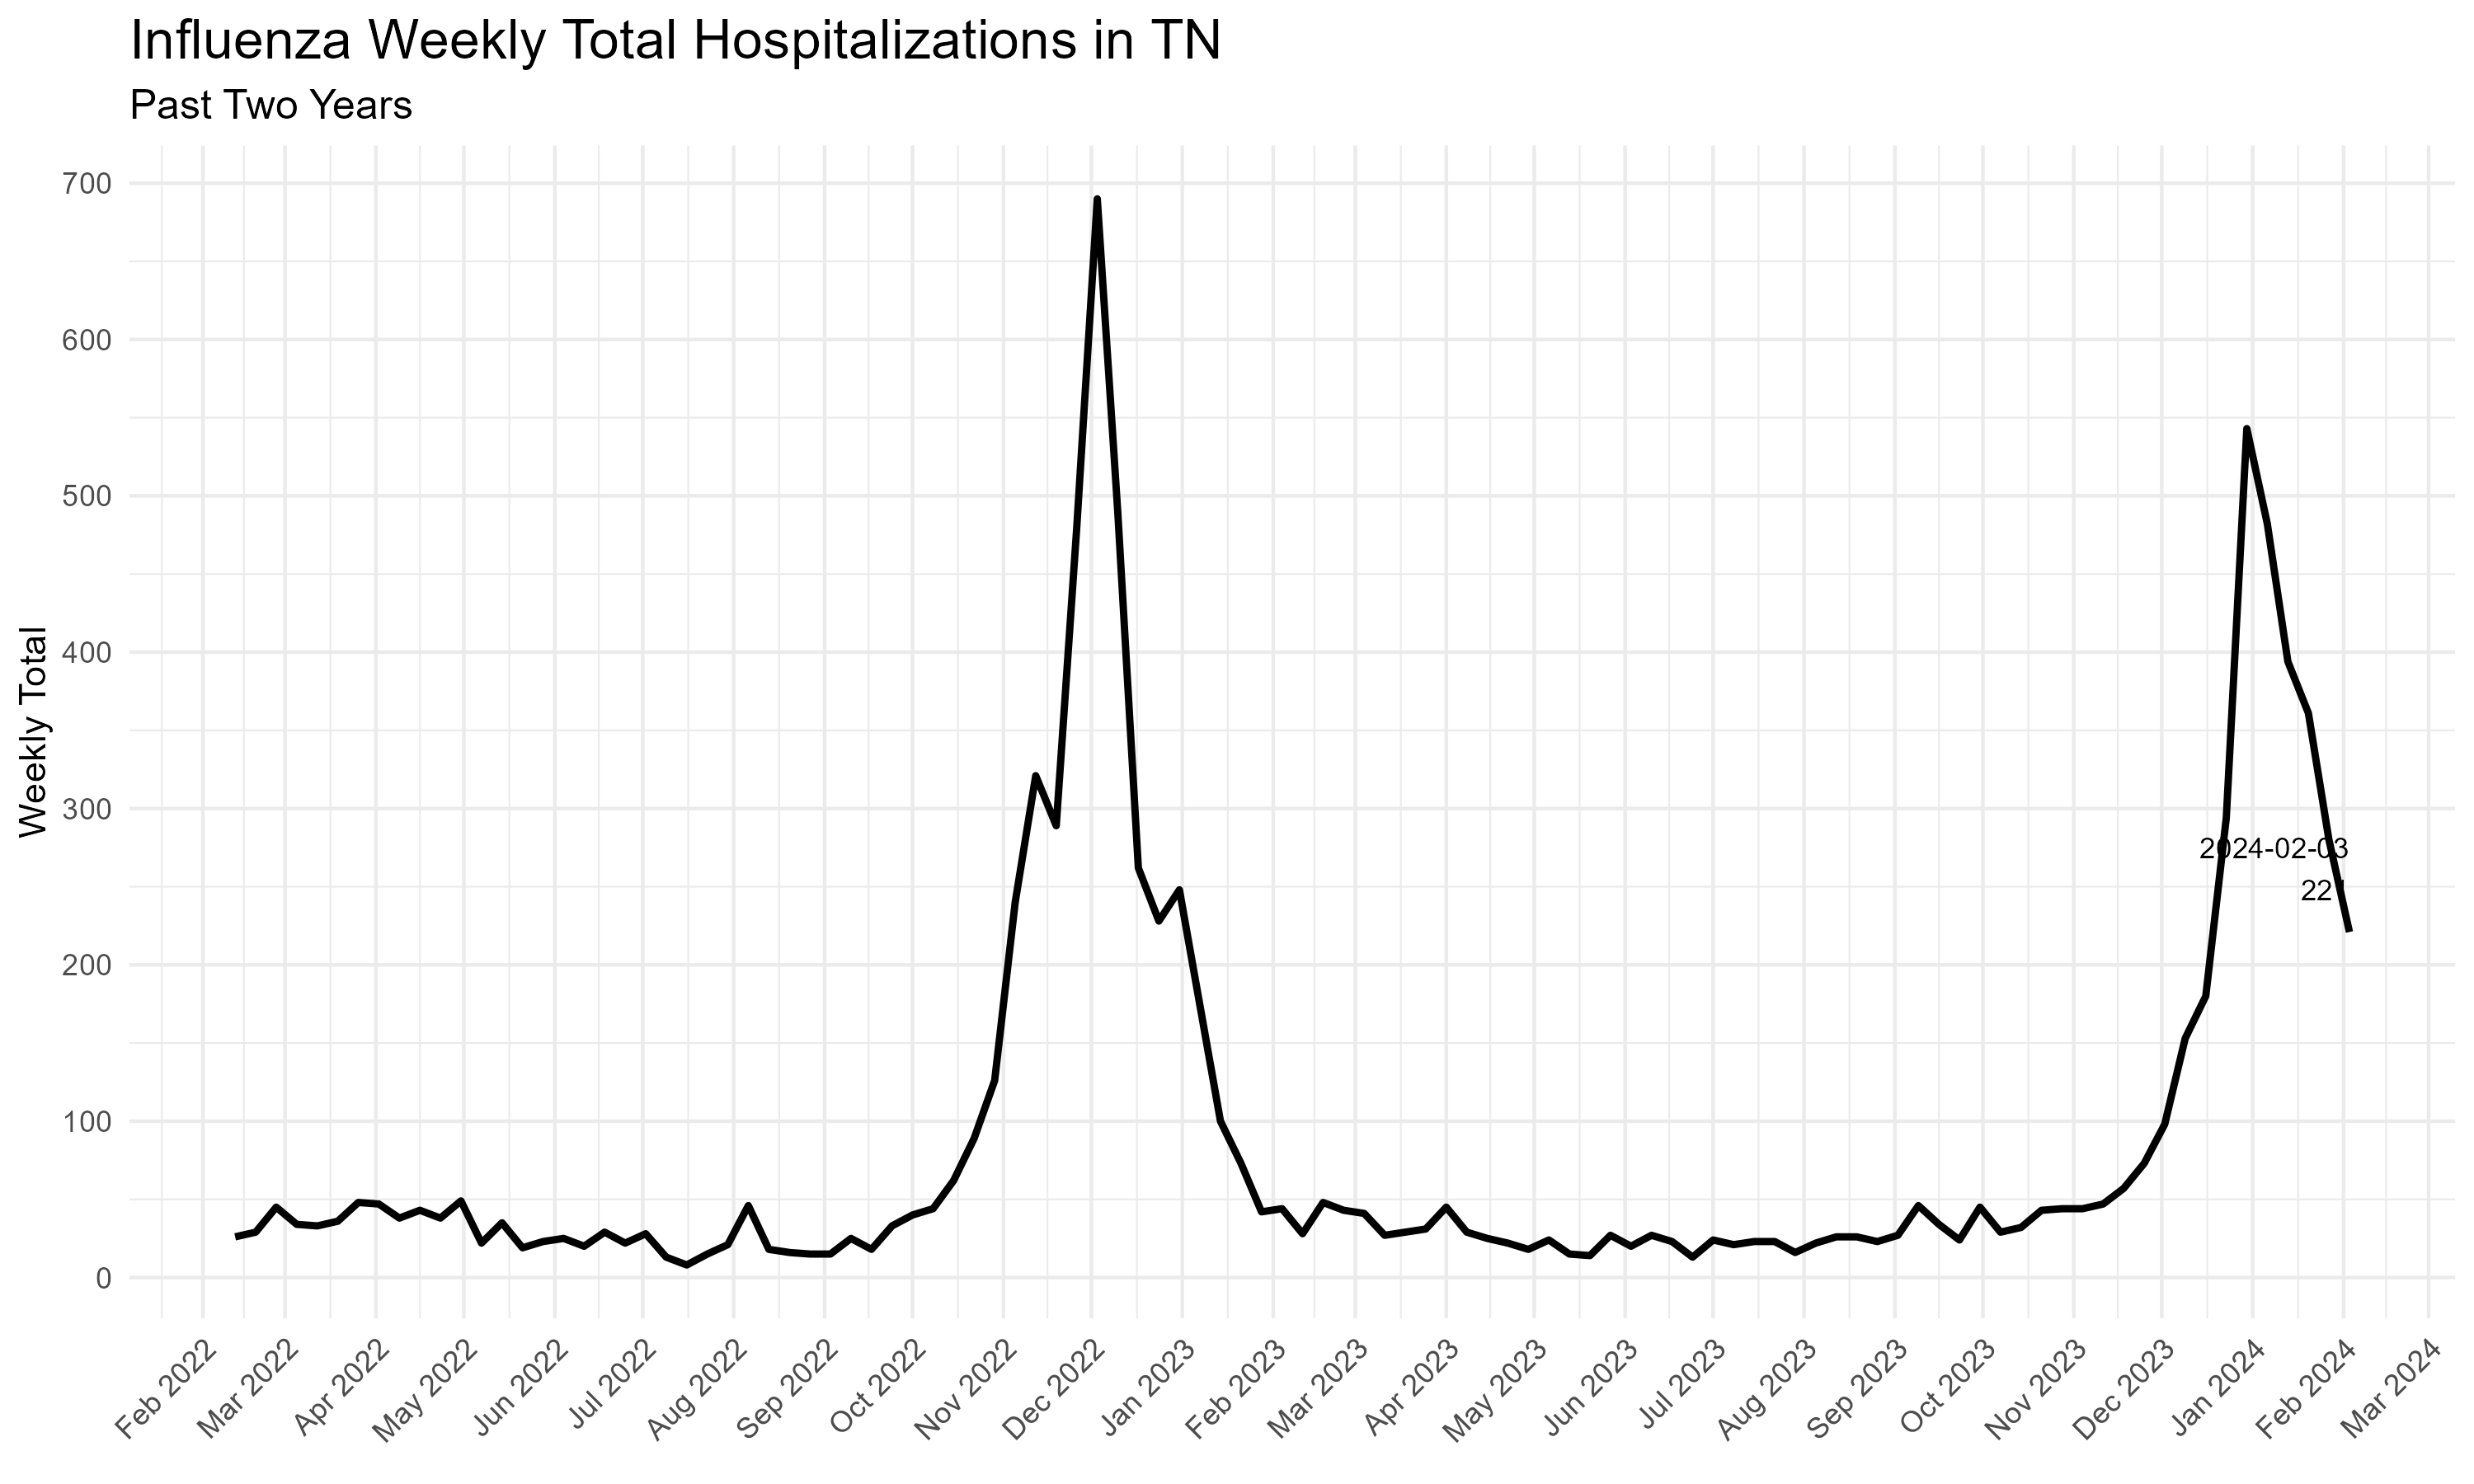 Influenza Weekly Total Hospitalizations in TN
Past Two Years
Weekly Total
700
600
500
400
300
200
100
0
2024-02-03
221
Feb 2022
Mar 2022
Apr 2022
May 2022
Jun 2022
Jul 2022
Aug 2022
Sep 2022
Oct 2022
Nov 2022
Dec 2022
Jan 2023
Feb 2023
Mar 2023
Apr 2023
May 2023
Jun 2023
Jul 2023
Aug 2023
Sep 2023
Oct 2023
Nov 2023
Dec 2023
Jan 2024
Feb 2024
Mar 2024